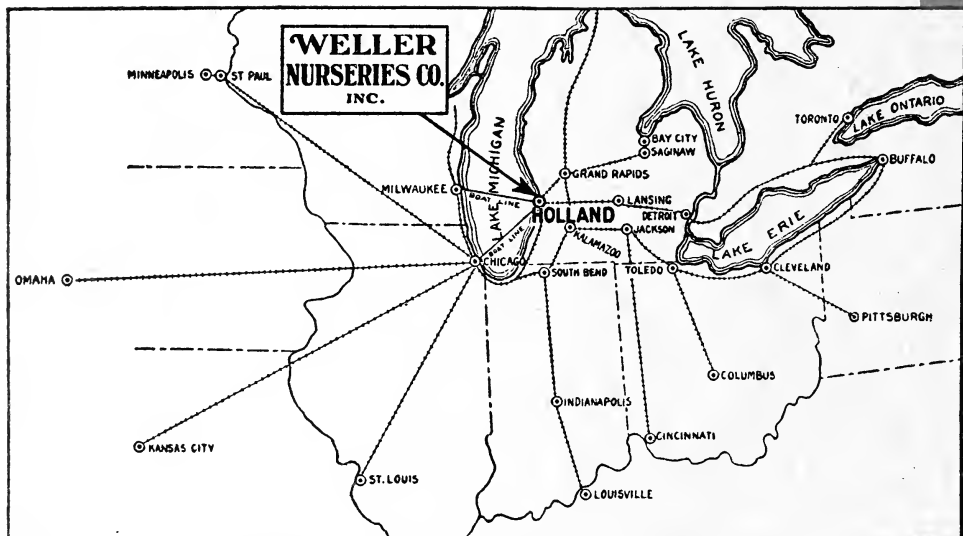 WELLER
NURSERIES CO.
INC.
MINNEAPOLIS
ST PAUL
LAKE MICHIGAN
LAKE HURON
LAKE ONTARIO
TORONTO
BAY CITY
SAGINAW
BUFFALO
GRAND RAPIDS
MILWAUKEE
BOAT LINE
LANSING
HOLLAND
DETROIT
JACKSON
KALAMAZOO
LAKE ERIE
BOAT LINE
CHICAGO
SOUTH BEND
TOLEDO
CLEVELAND
OMAHA
PITTSBURGH
COLUMBUS
INDIANAPOLIS
CINCINNATI
KANSAS CITY
ST. LOUIS
LOUISVILLE